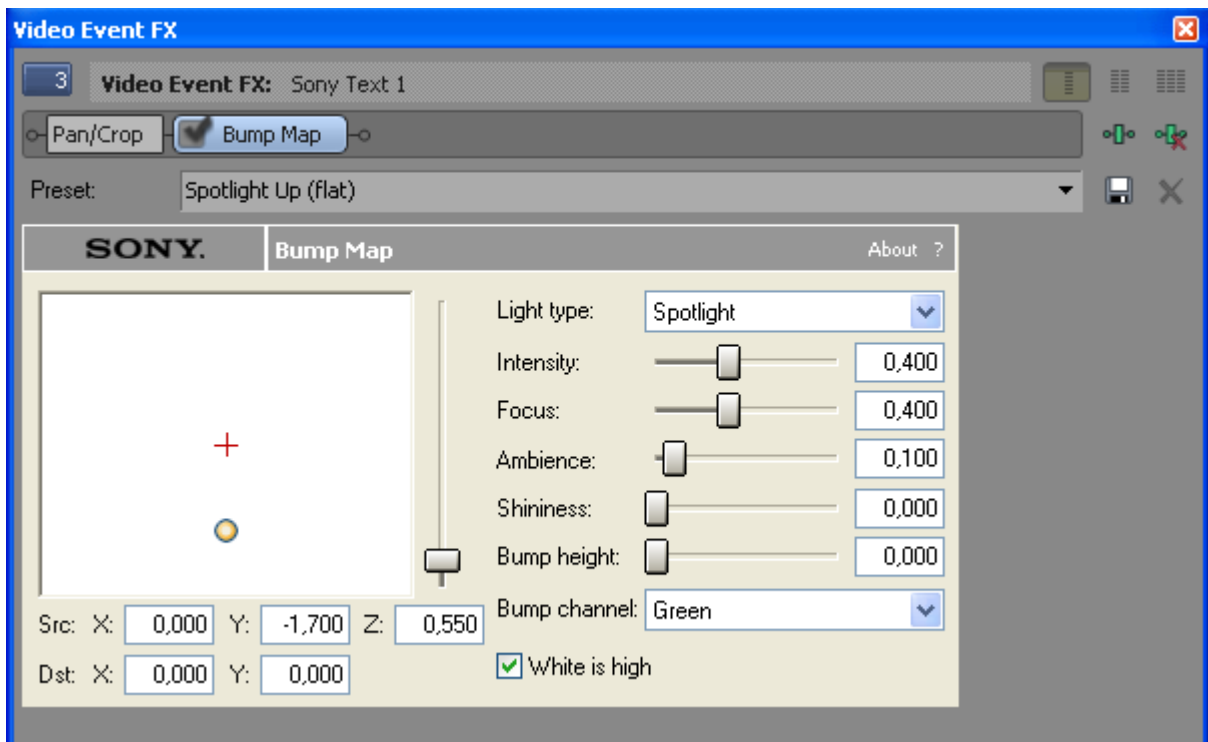 Video Event FX
3 Video Event FX: Sony Text 1
Pan/Crop Bump Map
Preset: Spotlight Up (flat)
SONY. Bump Map About ?
Light type: Spotlight
Intensity: 0,400
Focus: 0,400
Ambience: 0,100
Shininess: 0,000
Bump height: 0,000
Bump channel: Green
Src: X: 0,000 Y: -1,700 Z: 0,550
Dst: X: 0,000 Y: 0,000
White is high